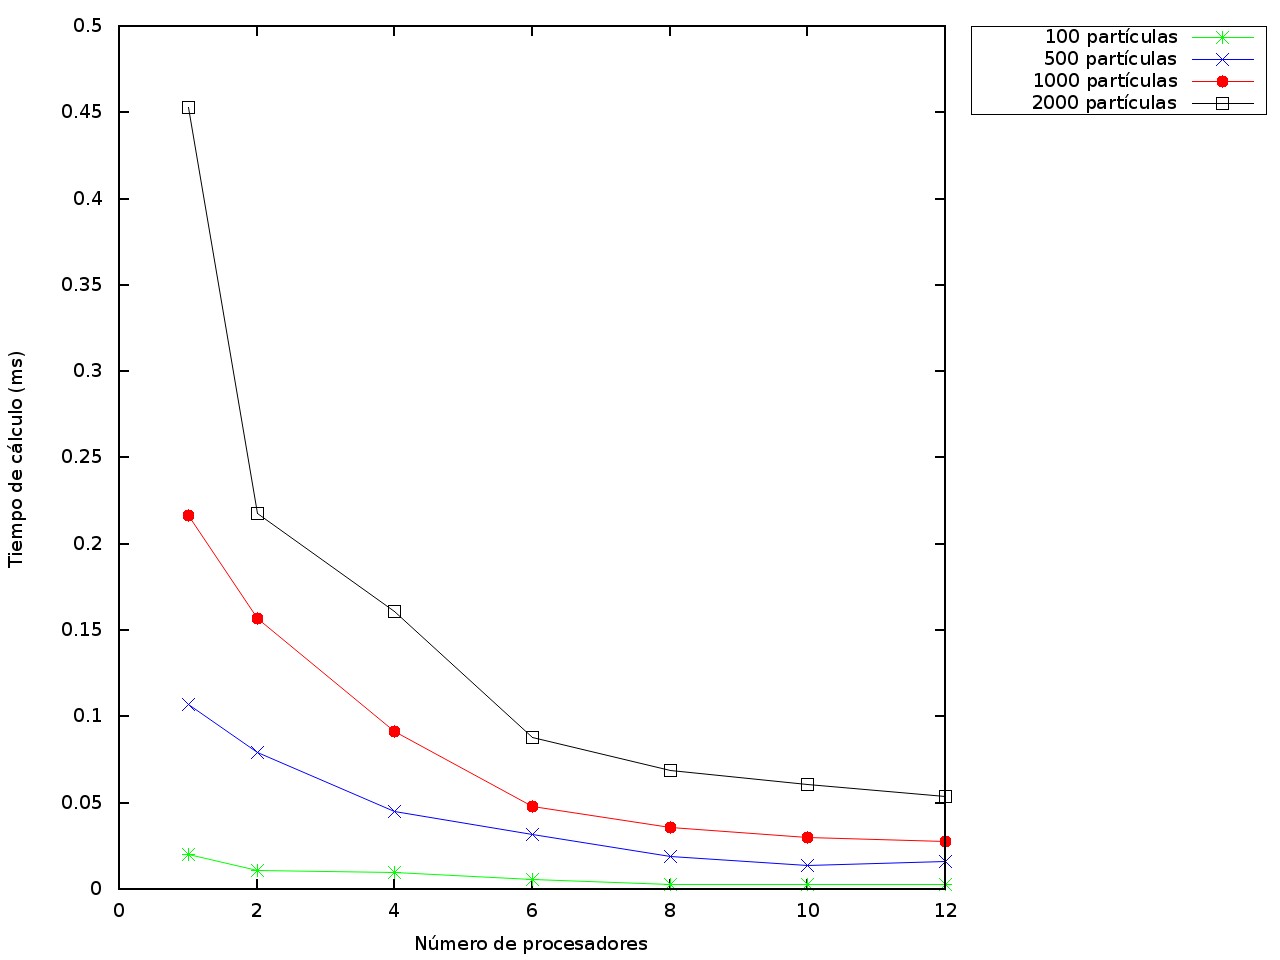 0.5
0.45
0.4
0.35
0.3
0.25
0.2
0.15
0.1
0.05
0
0 2 4 6 8 10 12
Tiempo de cálculo (ms)
Número de procesadores
100 partículas
500 partículas
1000 partículas
2000 partículas